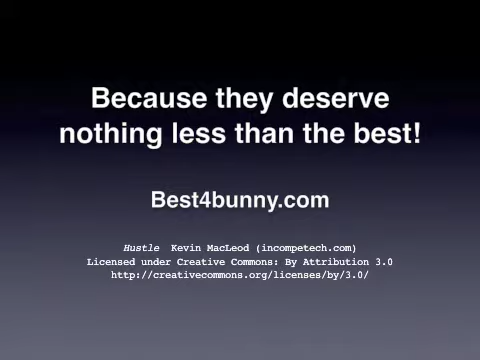 Because they deserve
nothing less than the best!
Best4bunny.com
Hustle Kevin MacLeod (incompetech.com)
Licensed under Creative Commons: By Attribution 3.0
http://creativecommons.org/licenses/by/3.0/